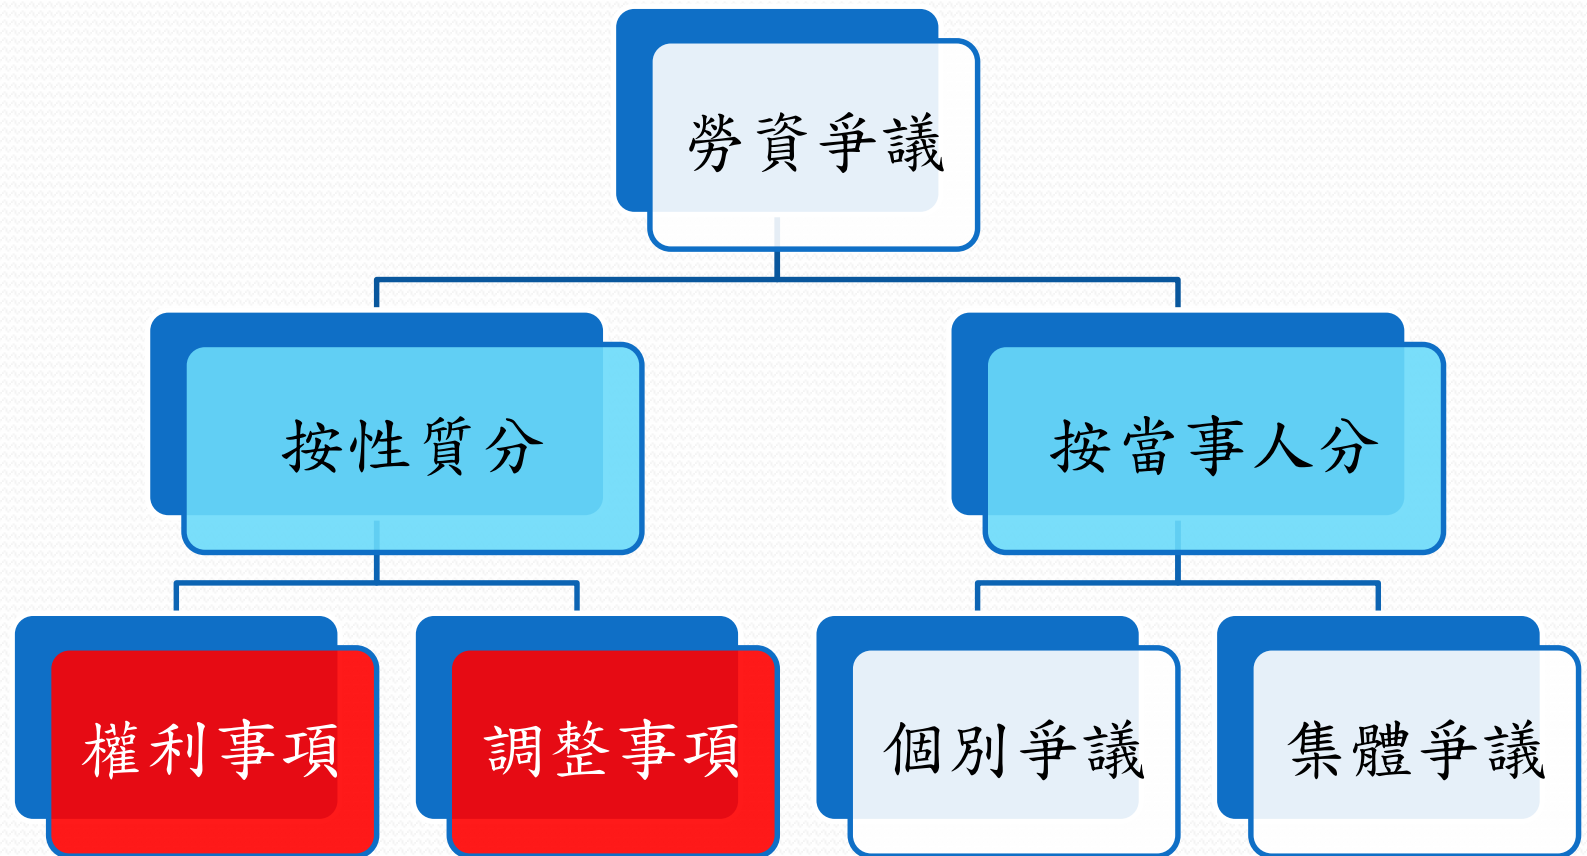 勞資爭議
按性質分
按當事人分
權利事項
調整事項
個別爭議
集體爭議